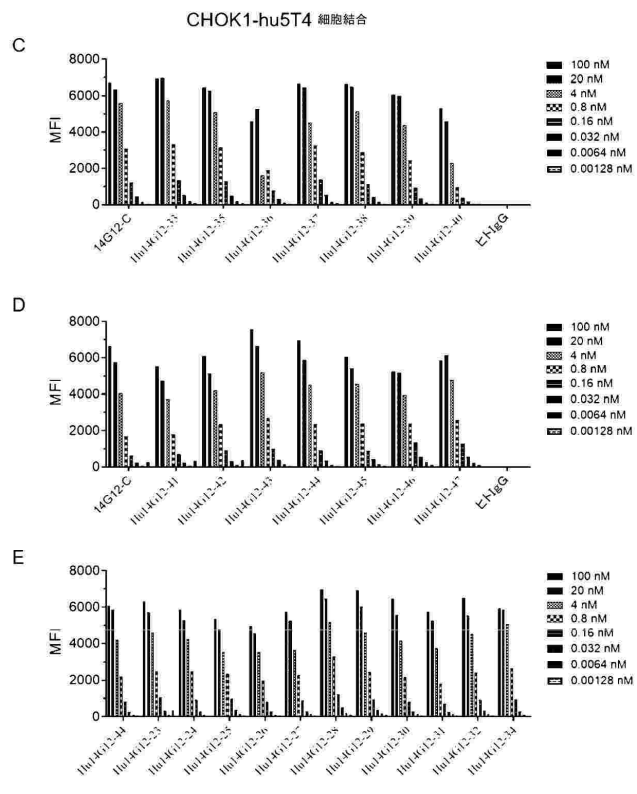 CHOK1-hu5T4 細胞結合
C
8000
6000
4000
2000
0
MFI
100 nM
20 nM
4 nM
0.8 nM
0.16 nM
0.032 nM
0.0064 nM
0.00128 nM
14G12-C
Hu14G12-33
Hu14G12-35
Hu14G12-36
Hu14G12-37
Hu14G12-38
Hu14G12-39
Hu14G12-40
ヒトIgG
D
8000
6000
4000
2000
0
MFI
100 nM
20 nM
4 nM
0.8 nM
0.16 nM
0.032 nM
0.0064 nM
0.00128 nM
14G12-C
Hu14G12-41
Hu14G12-42
Hu14G12-43
Hu14G12-44
Hu14G12-45
Hu14G12-46
Hu14G12-47
ヒトIgG
E
8000
6000
4000
2000
0
MFI
100 nM
20 nM
4 nM
0.8 nM
0.16 nM
0.032 nM
0.0064 nM
0.00128 nM
Hu14G12-44
Hu14G12-23
Hu14G12-24
Hu14G12-25
Hu14G12-26
Hu14G12-27
Hu14G12-28
Hu14G12-29
Hu14G12-30
Hu14G12-31
Hu14G12-32
Hu14G12-34